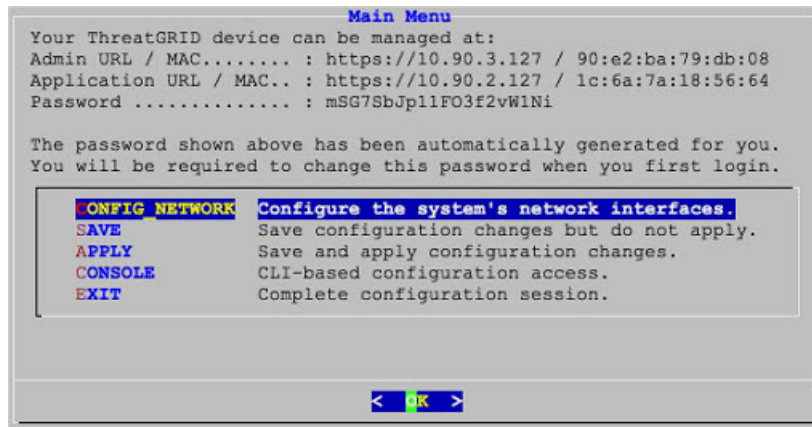 Main Menu
Your ThreatGRID device can be managed at:
Admin URL / MAC........ : https://10.90.3.127 / 90:e2:ba:79:db:08
Application URL / MAC.. : https://10.90.2.127 / 1c:6a:7a:18:56:64
Password .............. : mSG7SbJp11FO3f2vW1Ni
The password shown above has been automatically generated for you.
You will be required to change this password when you first login.
CONFIG_NETWORK Configure the system's network interfaces.
SAVE Save configuration changes but do not apply.
APPLY Save and apply configuration changes.
CONSOLE CLI-based configuration access.
EXIT Complete configuration session.
< OK >